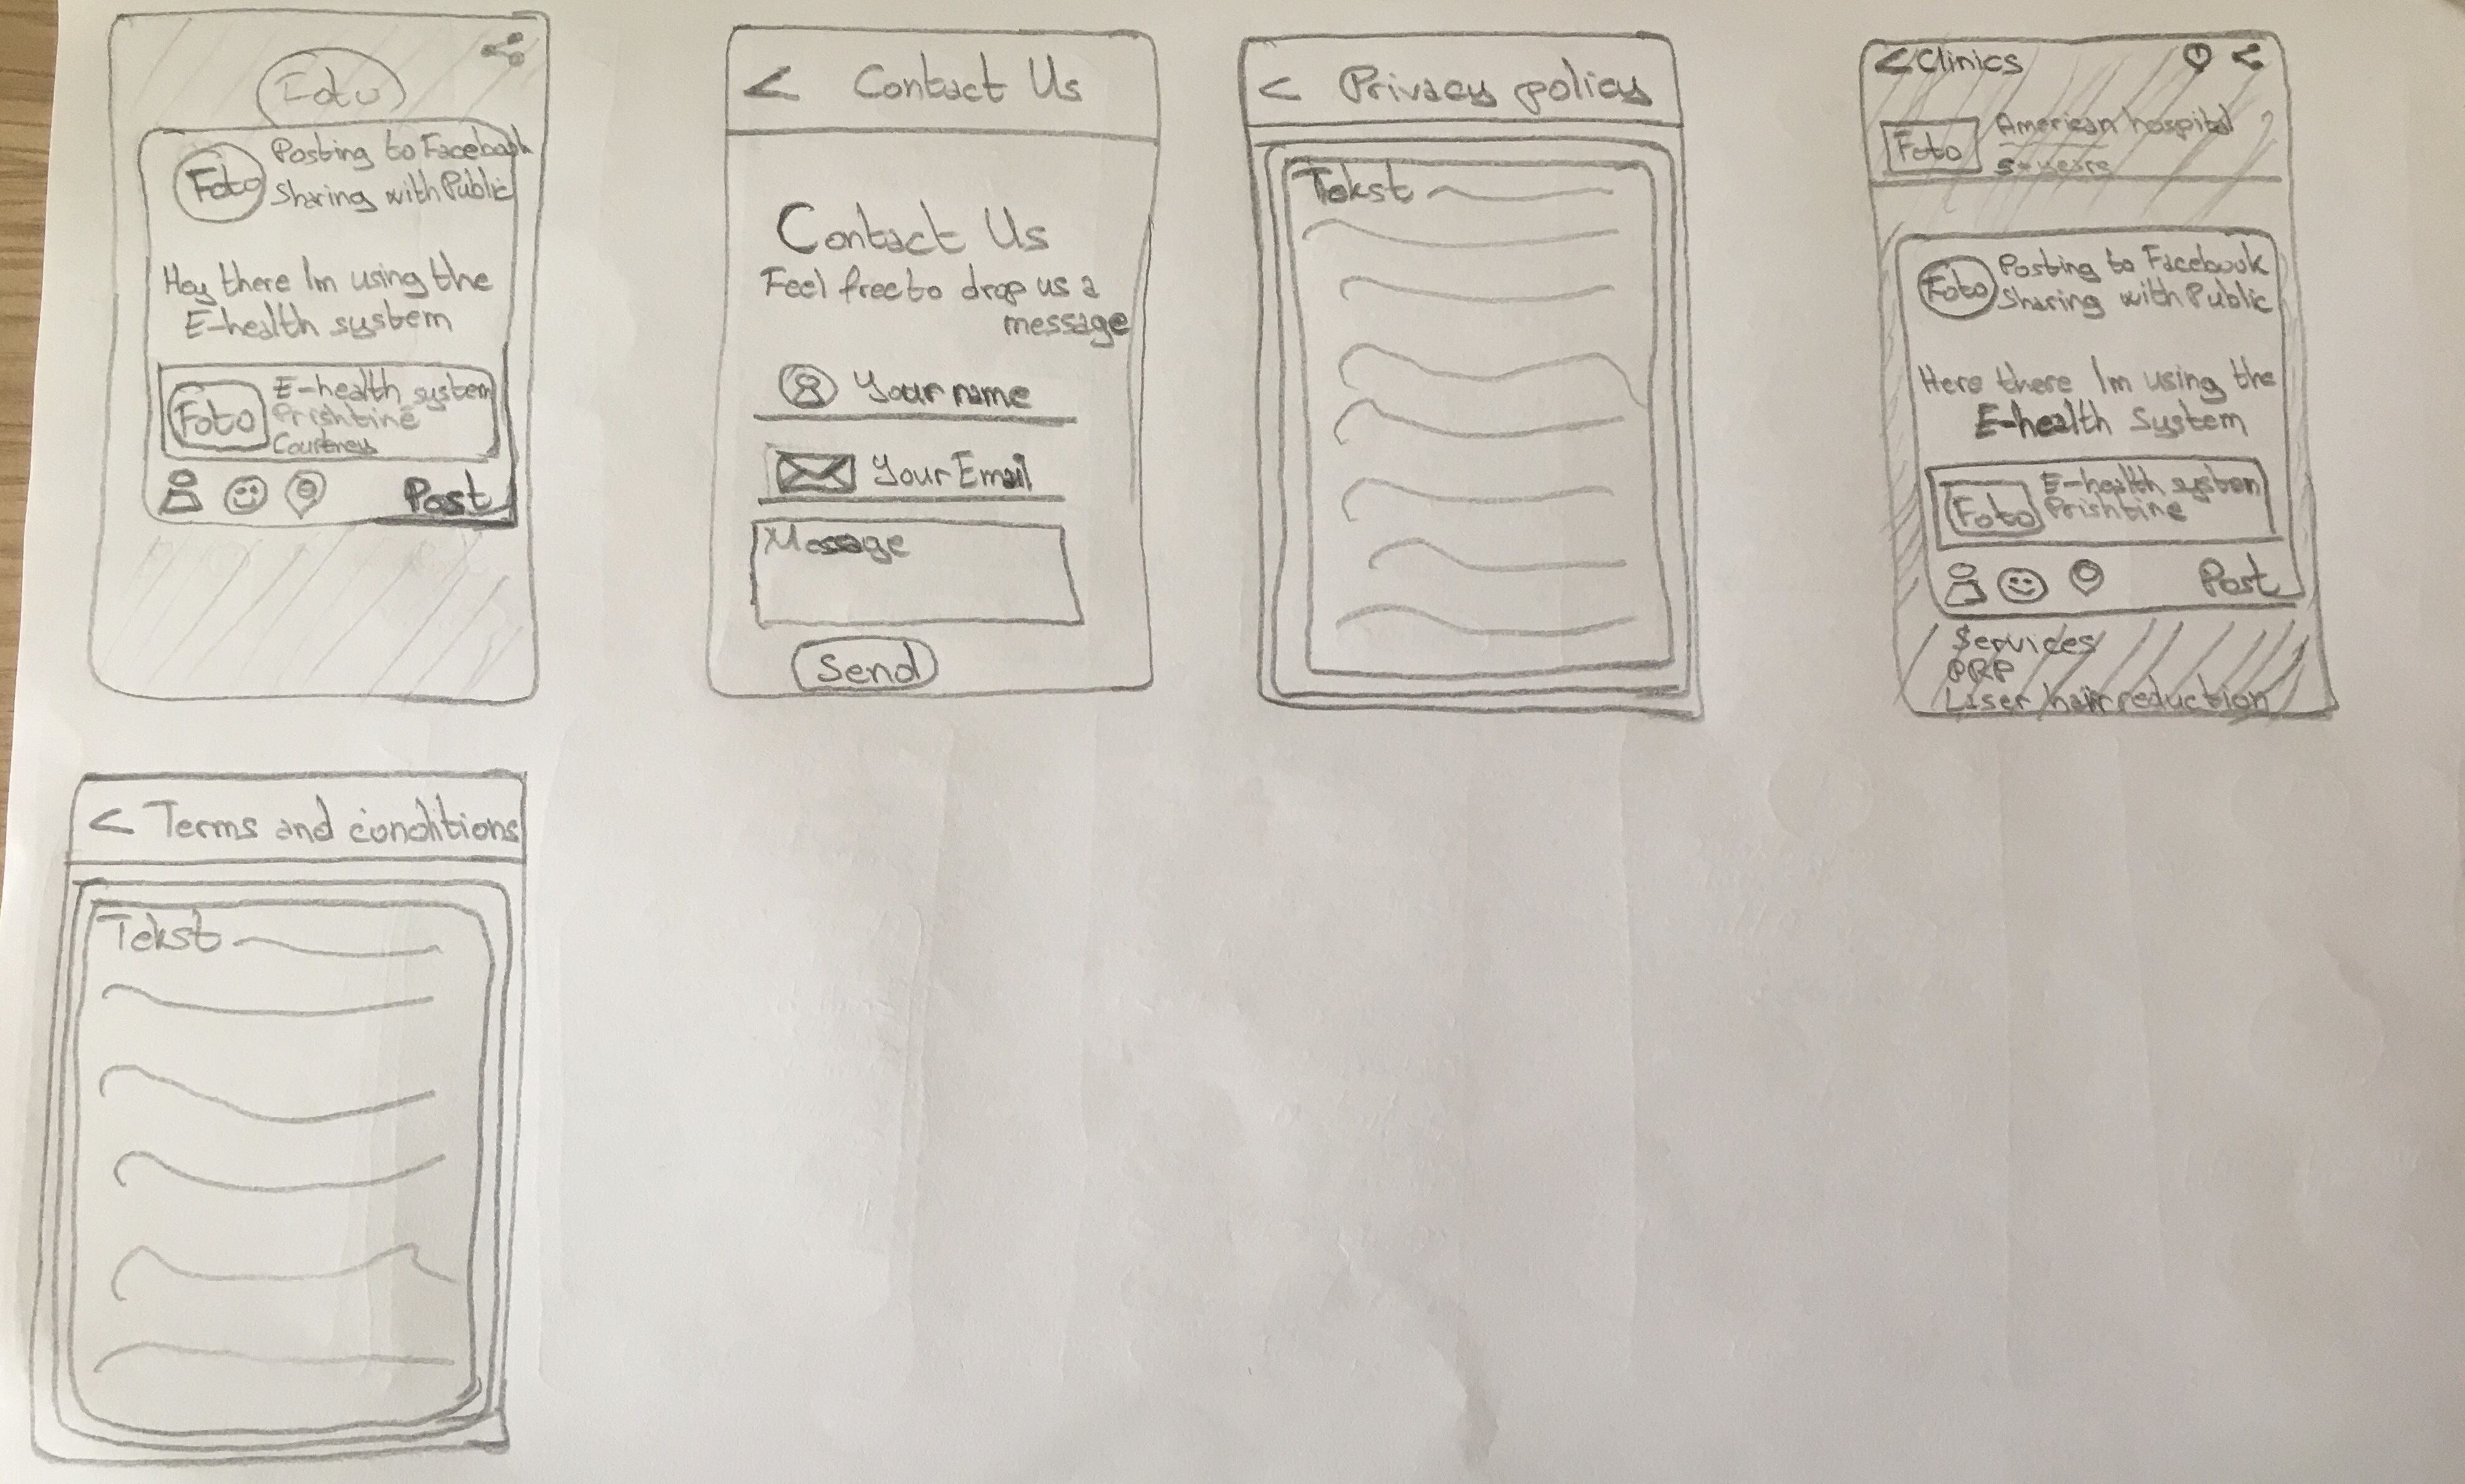 Foto
Foto
Posting to Facebook
Sharing with Public
Hey there Im using the
E-health system
Foto
E-health system
Prishtinë
Courtney
Post
< Contact Us
Contact Us
Feel free to drop us a
message
Your name
Your Email
Message
Send
< Privacy policy
Tekst
< Clinics
Foto
American hospital
5-years
Foto
Posting to Facebook
Sharing with Public
Here there Im using the
E-health System
Foto
E-health system
Prishtine
Post
Services
PRP
Liser hair reduction
< Terms and conditions
Tekst